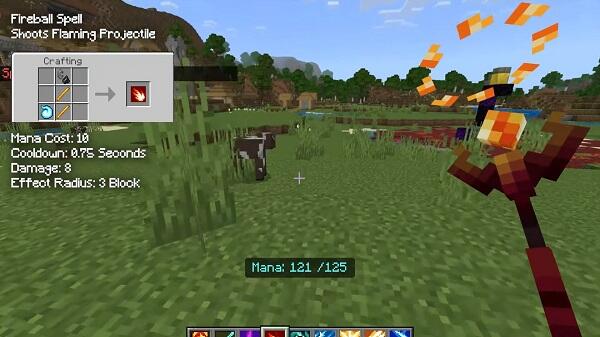 Fireball Spell
Shoots Flaming Projectile
Crafting
Mana Cost: 10
Cooldown: 0.75 Seconds
Damage: 8
Effect Radius: 3 Block
Mana: 121 /125